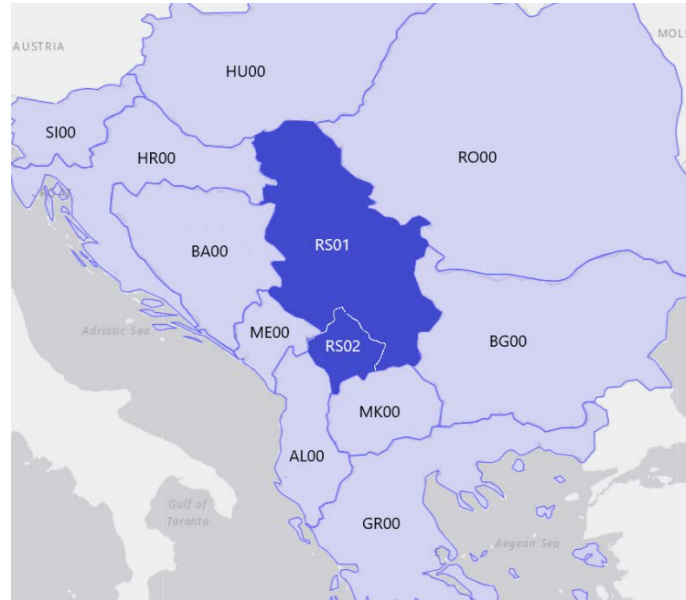 AUSTRIA
MOL
HU00
SI00
HR00
RO00
BA00
RS01
Adriatic Sea
ME00
RS02
BG00
MK00
AL00
Gulf of
Taranto
GR00
Aegean Sea